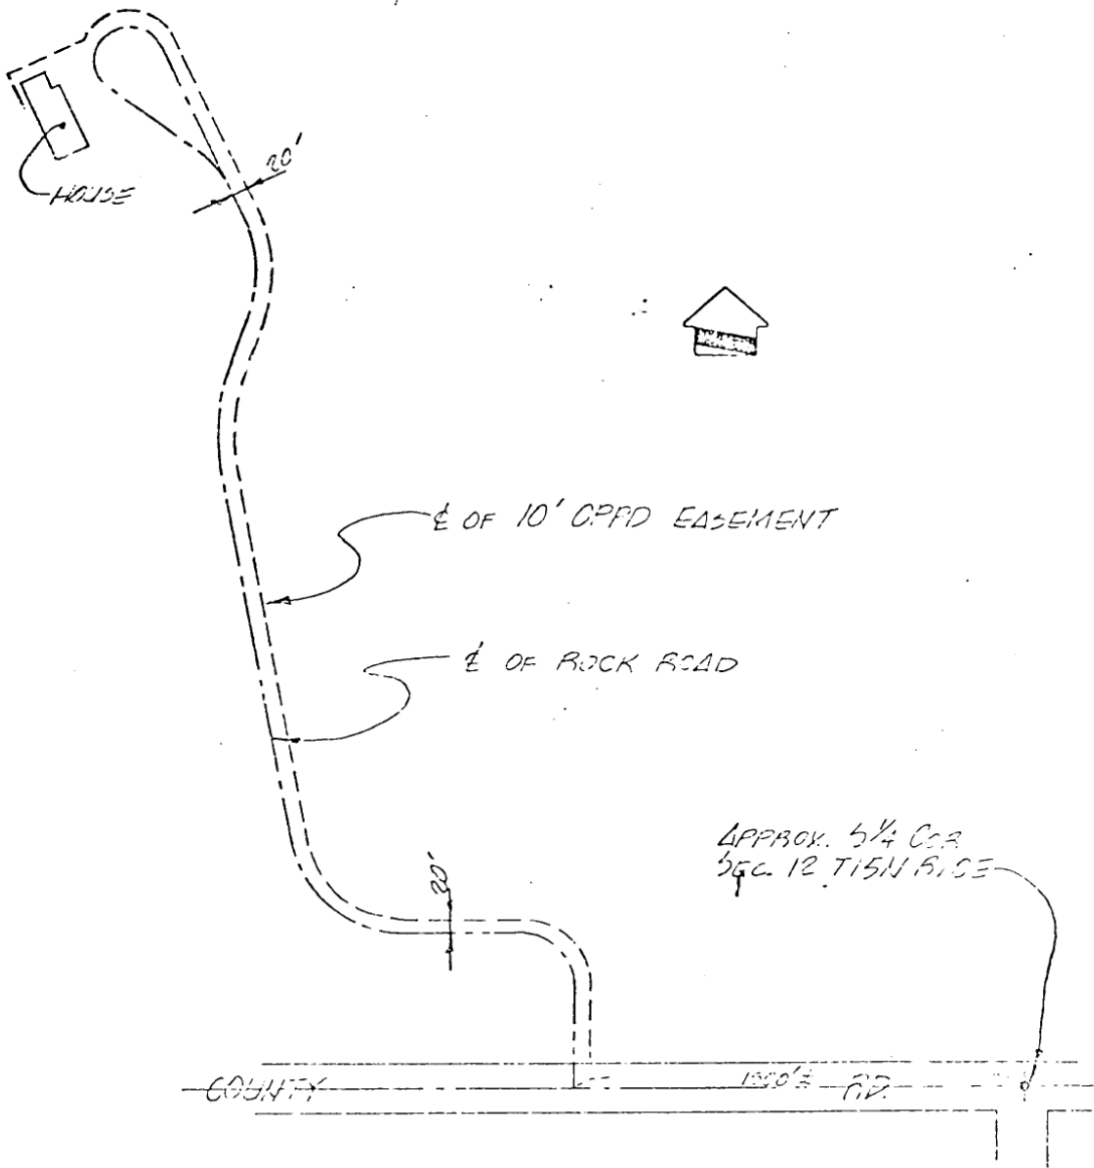 20'
HOUSE
℄ OF 10' OPPD EASEMENT
℄ OF ROCK ROAD
20'
APPROX. S¼ COR
SEC. 12 T15N
COUNTY
RD.